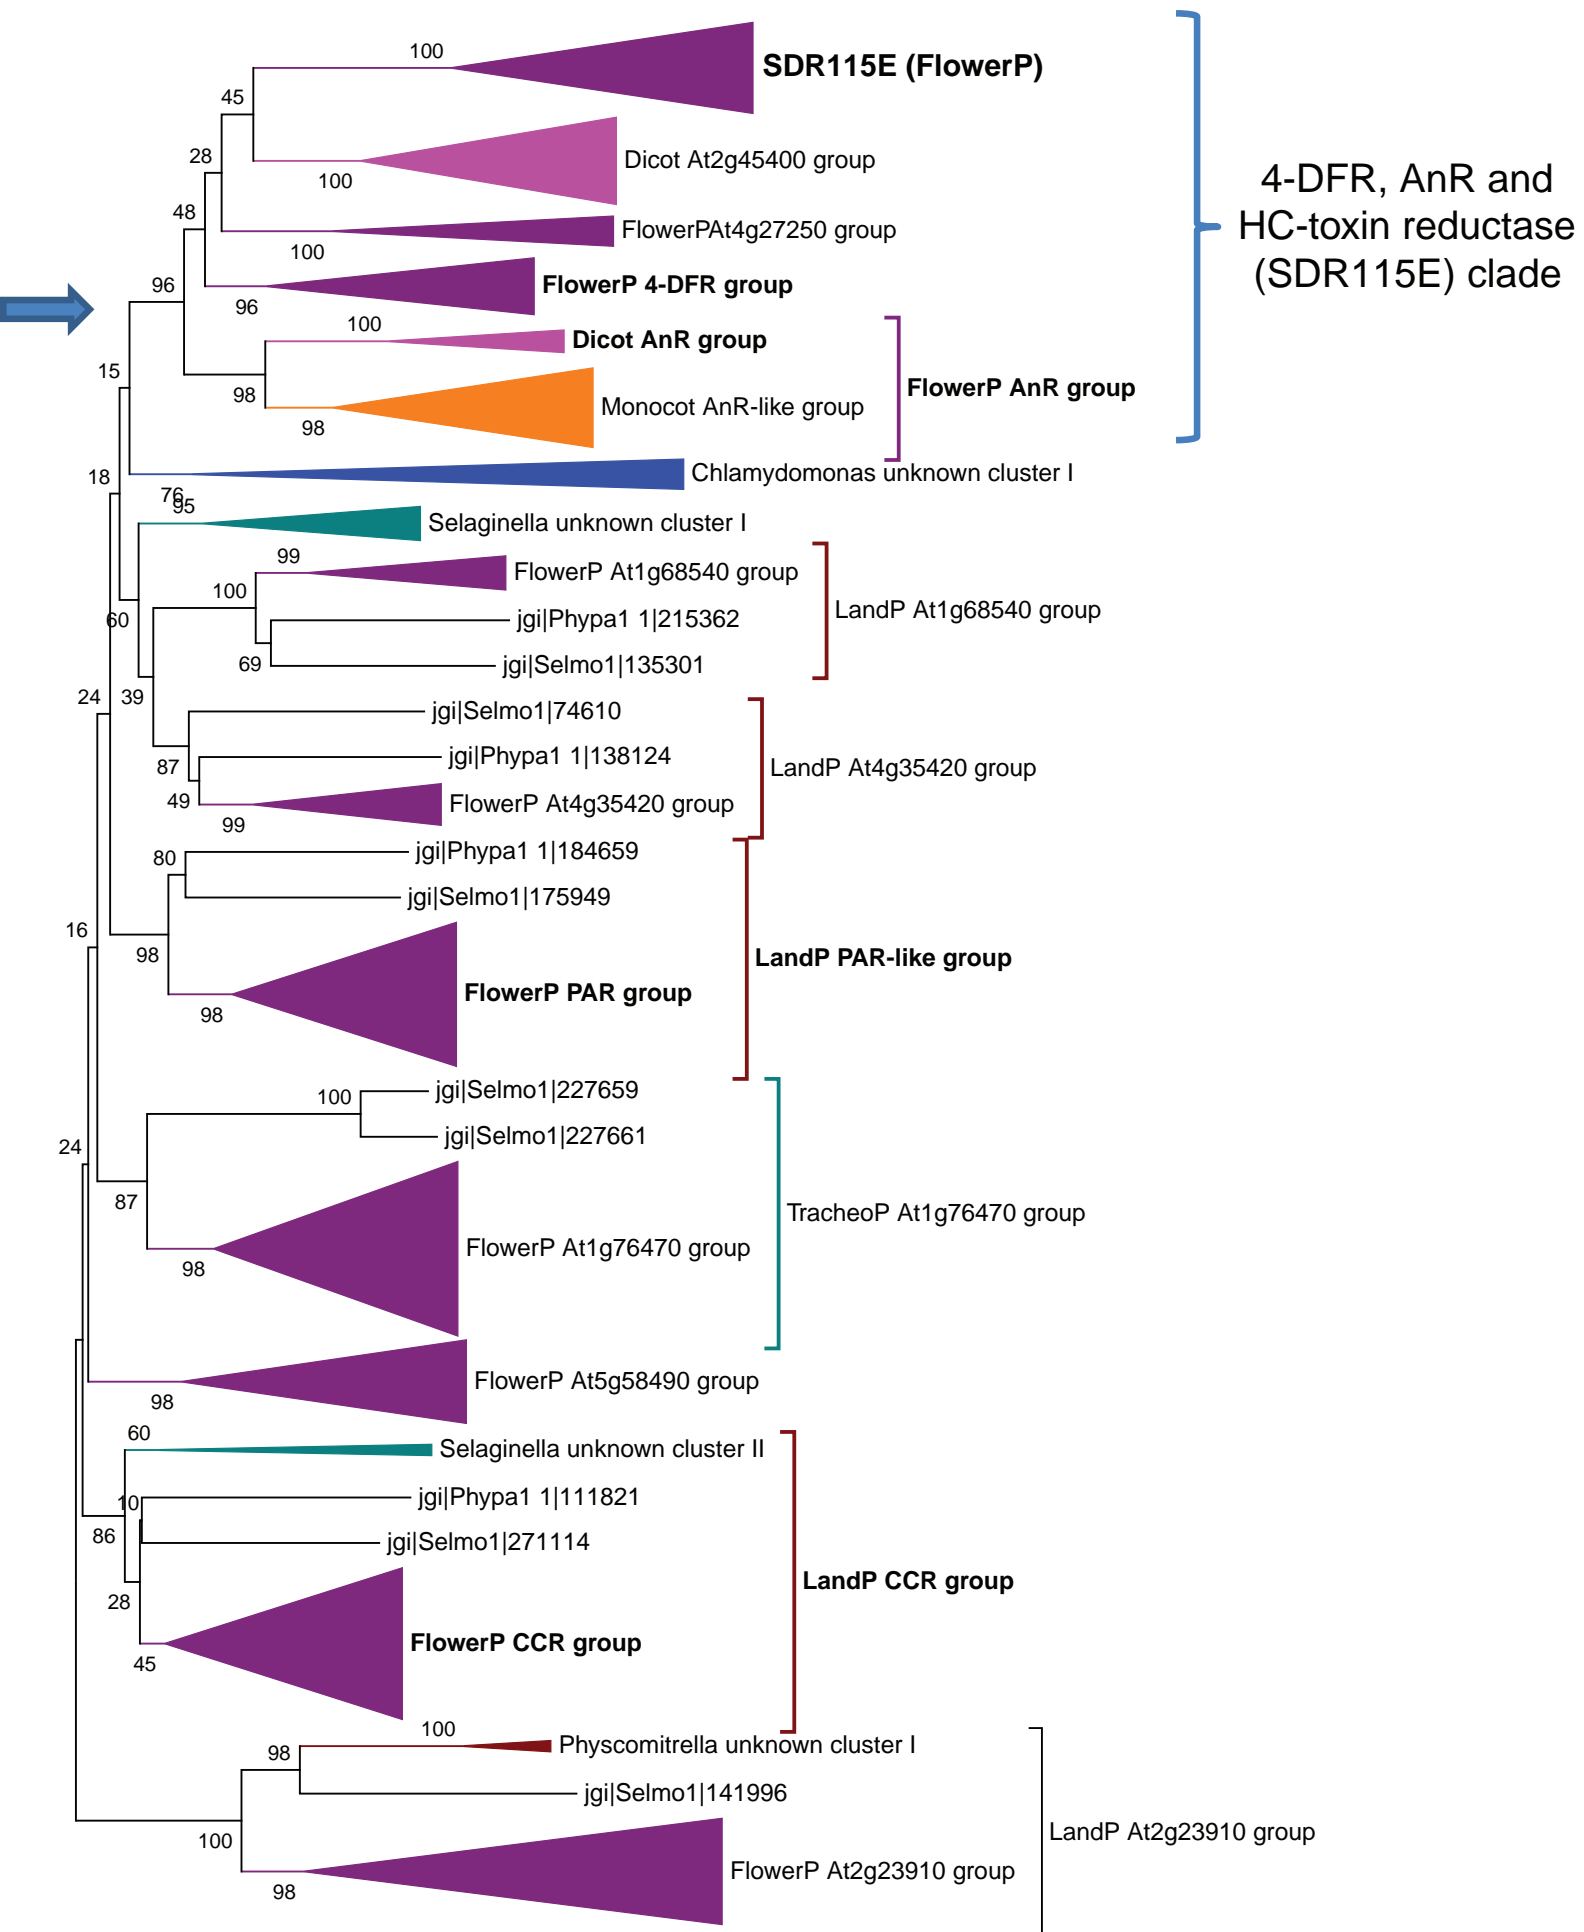 100
SDR115E (FlowerP)
45
Dicot At2g45400 group
100
28
FlowerPAt4g27250 group
100
48
FlowerP 4-DFR group
96
96
100
Dicot AnR group
98
Monocot AnR-like group
98
FlowerP AnR group
4-DFR, AnR and
HC-toxin reductase
(SDR115E) clade
15
Chlamydomonas unknown cluster I
18
76
95
Selaginella unknown cluster I
60
99
FlowerP At1g68540 group
100
jgi|Phypa1 1|215362
69
jgi|Selmo1|135301
LandP At1g68540 group
24
39
jgi|Selmo1|74610
87
jgi|Phypa1 1|138124
49
FlowerP At4g35420 group
99
LandP At4g35420 group
80
jgi|Phypa1 1|184659
jgi|Selmo1|175949
16
98
FlowerP PAR group
98
LandP PAR-like group
100
jgi|Selmo1|227659
jgi|Selmo1|227661
24
87
FlowerP At1g76470 group
98
TracheoP At1g76470 group
FlowerP At5g58490 group
98
60
Selaginella unknown cluster II
10
jgi|Phypa1 1|111821
86
jgi|Selmo1|271114
28
FlowerP CCR group
45
LandP CCR group
100
Physcomitrella unknown cluster I
98
jgi|Selmo1|141996
100
FlowerP At2g23910 group
98
LandP At2g23910 group